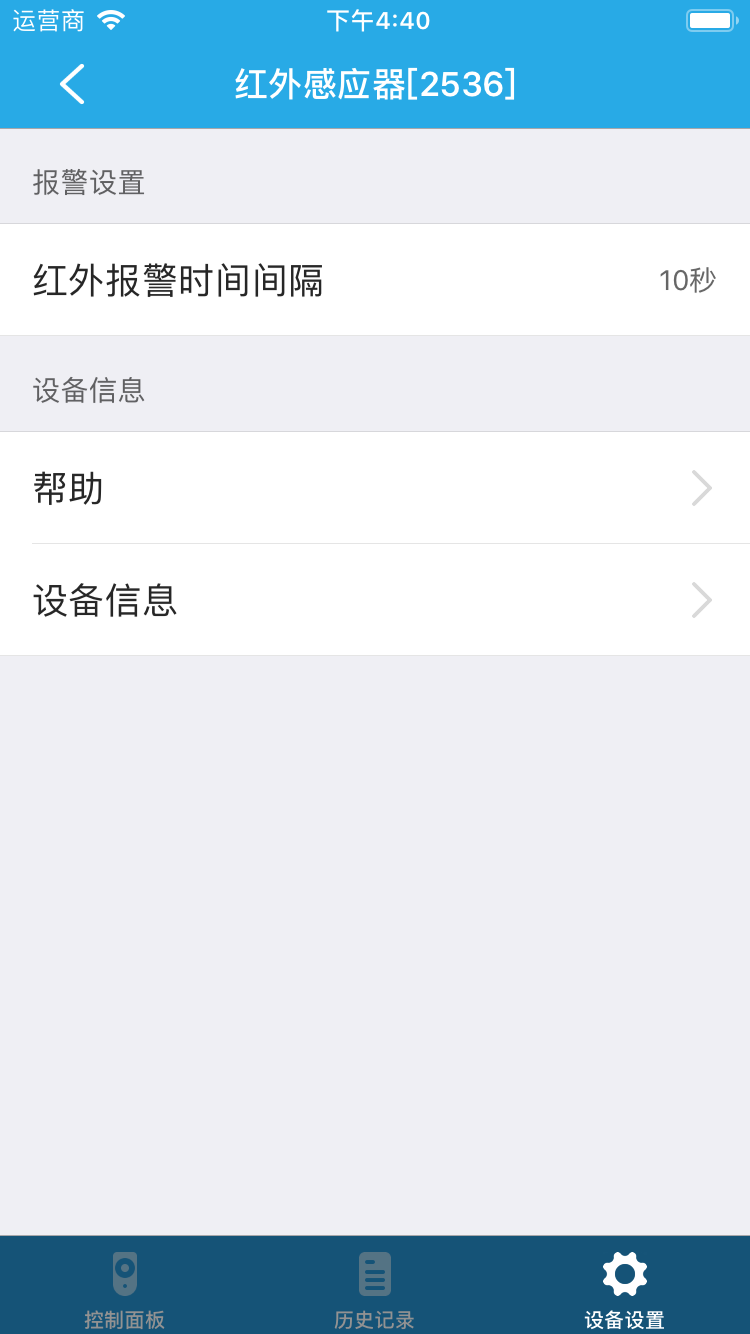 运营商 下午4:40
红外感应器[2536]
报警设置
红外报警时间间隔 10秒
设备信息
帮助
设备信息
控制面板 历史记录 设备设置